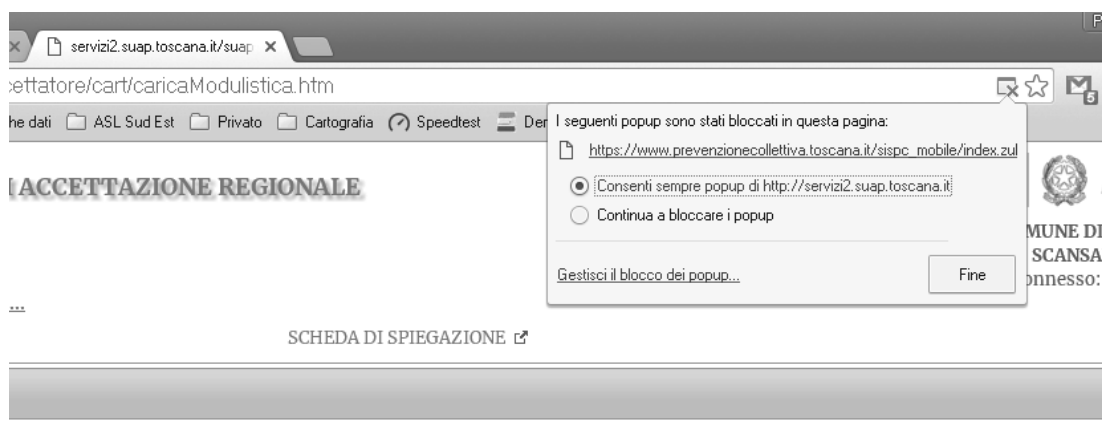 servizi2.suap.toscana.it/suap
cettatore/cart/caricaModulistica.htm
he dati ASL Sud Est Privato Cartografia Speedtest Der
I seguenti popup sono stati bloccati in questa pagina:
https://www.prevenzionecollettiva.toscana.it/sispc_mobile/index.zul
I ACCETTAZIONE REGIONALE
Consenti sempre popup di http://servizi2.suap.toscana.it
Continua a bloccare i popup
MUNE DI
SCANSA
onnesso:
Gestisci il blocco dei popup...
Fine
...
SCHEDA DI SPIEGAZIONE